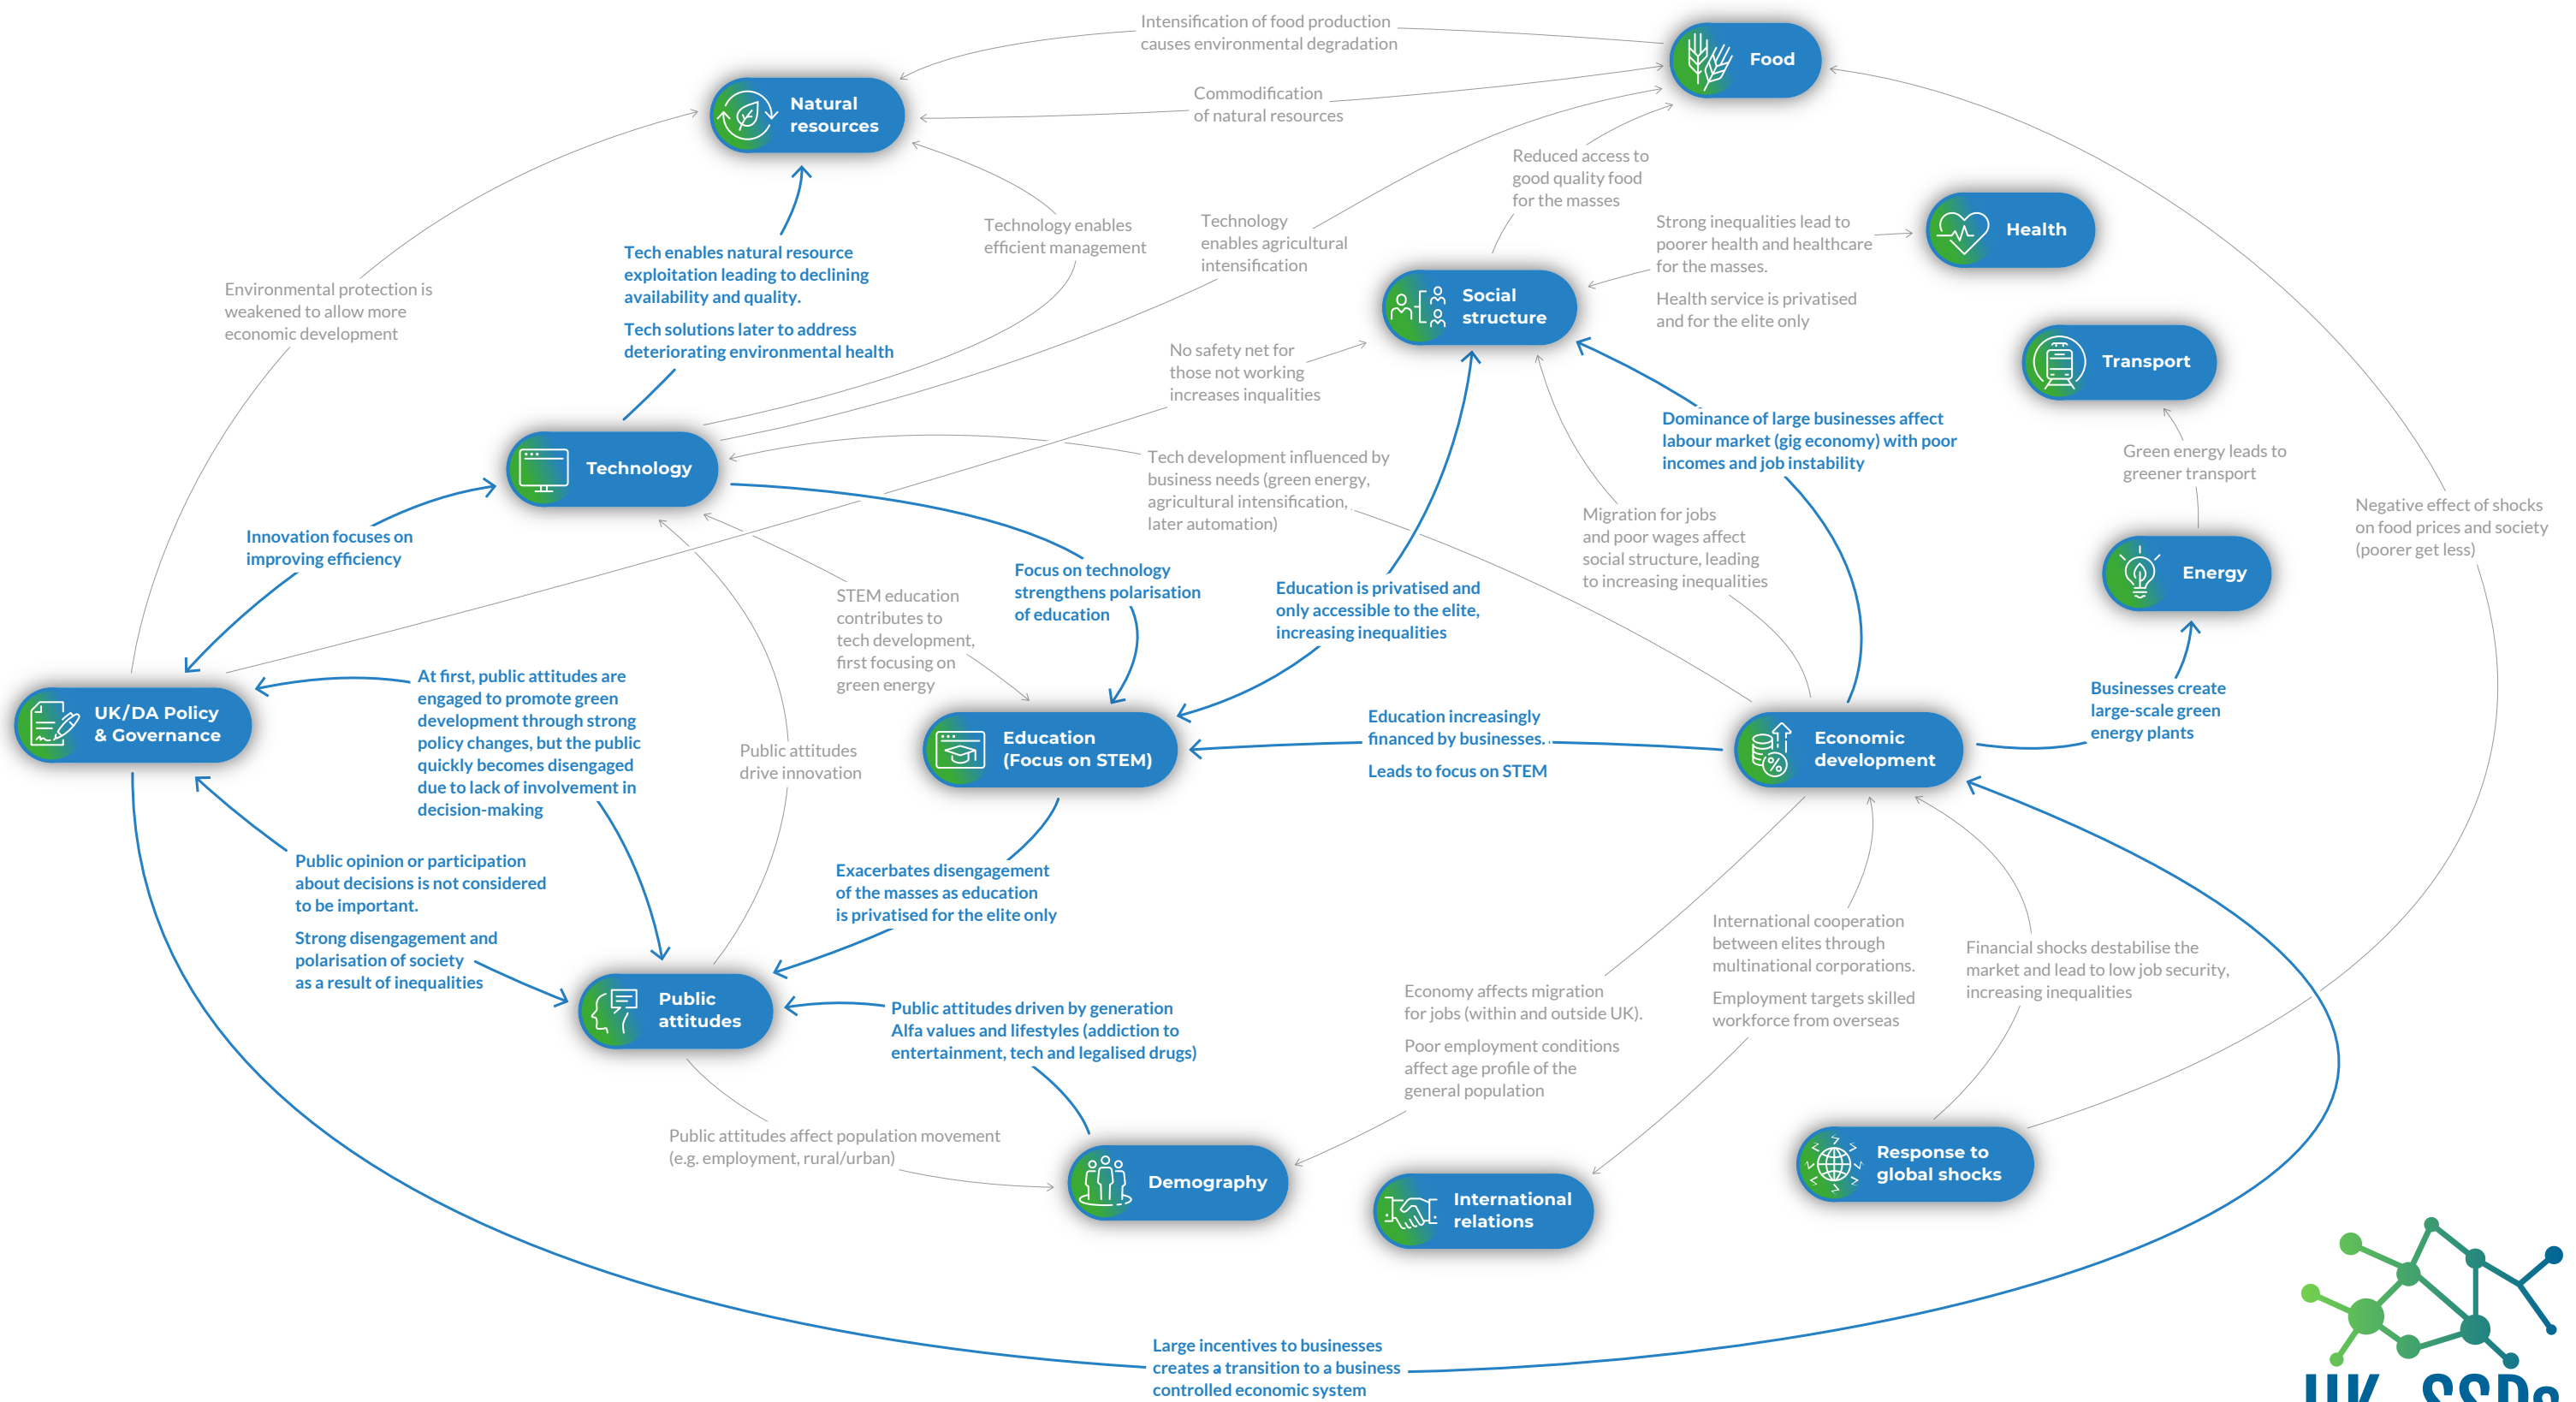 Intensification of food production
causes environmental degradation
Food
Natural
resources
Commodification
of natural resources
Reduced access to
good quality food
for the masses
Strong inequalities lead to
poorer health and healthcare
for the masses.
Health service is privatised
and for the elite only
Health
Technology enables
efficient management
Technology
enables agricultural
intensification
Tech enables natural resource
exploitation leading to declining
availability and quality.
Tech solutions later to address
deteriorating environmental health
Environmental protection is
weakened to allow more
economic development
Social
structure
Transport
No safety net for
those not working
increases inqualities
Dominance of large businesses affect
labour market (gig economy) with poor
incomes and job instability
Green energy leads to
greener transport
Technology
Tech development influenced by
business needs (green energy,
agricultural intensification,
later automation)
Migration for jobs
and poor wages affect
social structure, leading
to increasing inequalities
Negative effect of shocks
on food prices and society
(poorer get less)
Innovation focuses on
improving efficiency
Energy
Focus on technology
strengthens polarisation
of education
STEM education
contributes to
tech development,
first focusing on
green energy
Education is privatised and
only accessible to the elite,
increasing inequalities
At first, public attitudes are
engaged to promote green
development through strong
policy changes, but the public
quickly becomes disengaged
due to lack of involvement in
decision-making
UK/DA Policy
& Governance
Public attitudes
drive innovation
Education
(Focus on STEM)
Education increasingly
financed by businesses.
Leads to focus on STEM
Economic
development
Businesses create
large-scale green
energy plants
Public opinion or participation
about decisions is not considered
to be important.
Strong disengagement and
polarisation of society
as a result of inequalities
Exacerbates disengagement
of the masses as education
is privatised for the elite only
International cooperation
between elites through
multinational corporations.
Employment targets skilled
workforce from overseas
Financial shocks destabilise the
market and lead to low job security,
increasing inequalities
Public
attitudes
Public attitudes driven by generation
Alfa values and lifestyles (addiction to
entertainment, tech and legalised drugs)
Economy affects migration
for jobs (within and outside UK).
Poor employment conditions
affect age profile of the
general population
Public attitudes affect population movement
(e.g. employment, rural/urban)
Demography
International
relations
Response to
global shocks
Large incentives to businesses
creates a transition to a business
controlled economic system
UK SSPs